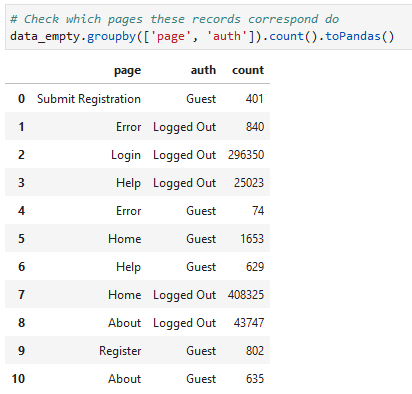 # Check which pages these records correspond do
data_empty.groupby(['page', 'auth']).count().toPandas()
page auth count
0 Submit Registration Guest 401
1 Error Logged Out 840
2 Login Logged Out 296350
3 Help Logged Out 25023
4 Error Guest 74
5 Home Guest 1653
6 Help Guest 629
7 Home Logged Out 408325
8 About Logged Out 43747
9 Register Guest 802
10 About Guest 635